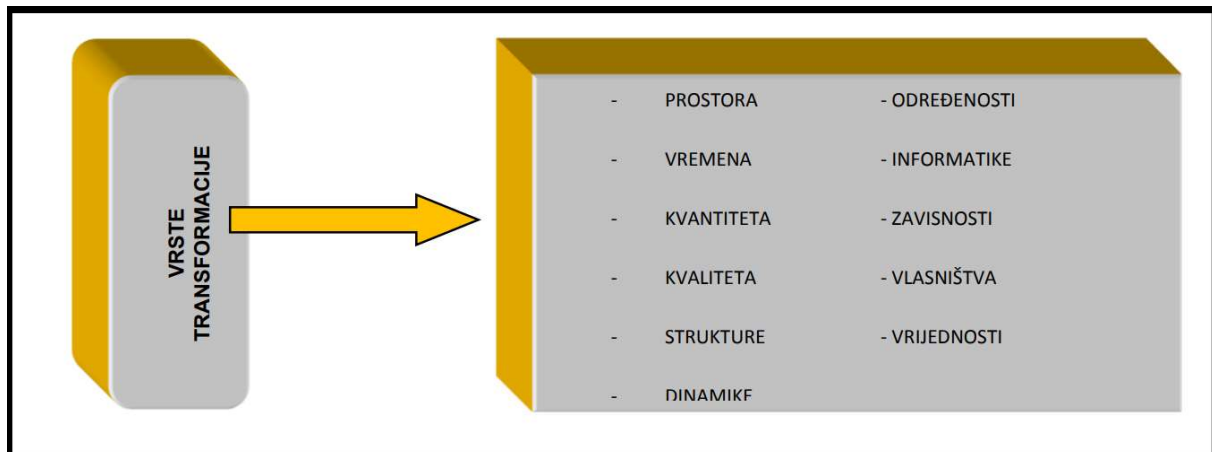 VRSTE
TRANSFORMACIJE
- PROSTORA - ODREĐENOSTI
- VREMENA - INFORMATIKE
- KVANTITETA - ZAVISNOSTI
- KVALITETA - VLASNIŠTVA
- STRUKTURE - VRIJEDNOSTI
- DINAMIKE